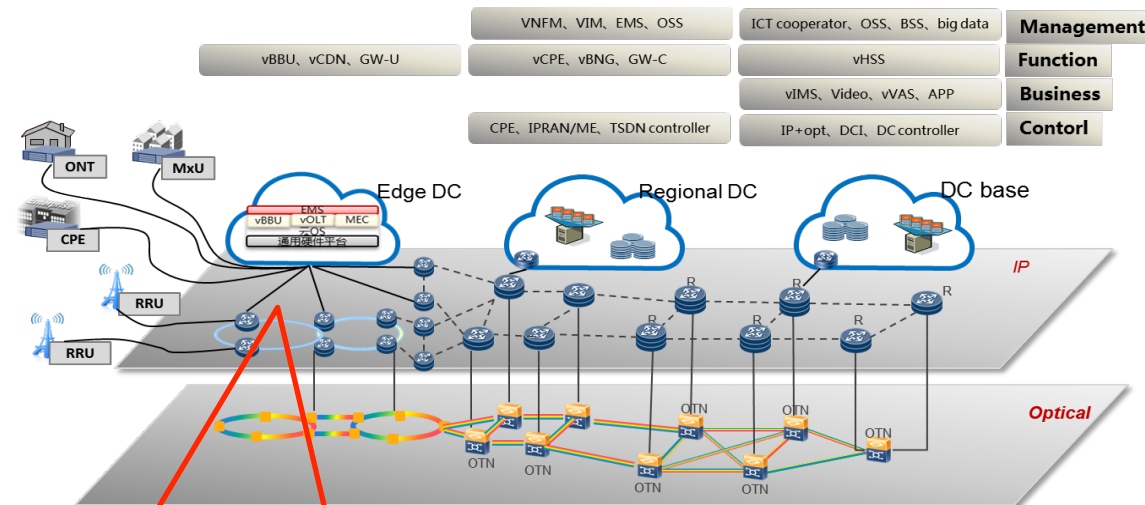 VNFM、VIM、EMS、OSS
ICT cooperator、OSS、BSS、big data
Management
vBBU、vCDN、GW-U
vCPE、vBNG、GW-C
vHSS
Function
vIMS、Video、vVAS、APP
Business
CPE、IPRAN/ME、TSDN controller
IP+opt、DCI、DC controller
Contorl
ONT
MxU
Enterprise
CPE
RRU
RRU
Edge DC
EMS
vBBU
vOLT
MEC
云OS
通用硬件平台
Regional DC
DC base
IP
R
R
R
R
R
R
Optical
OTN
OTN
OTN
OTN
OTN
OTN
OTN